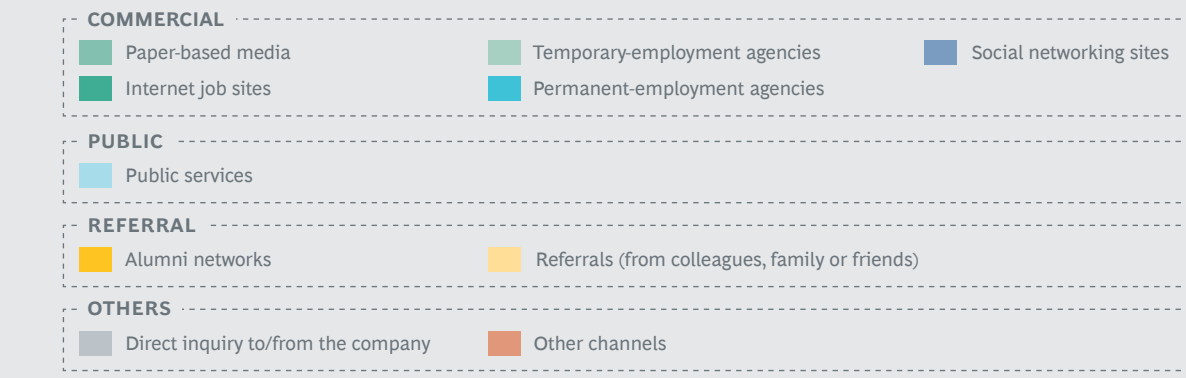 COMMERCIAL
Paper-based media Temporary-employment agencies Social networking sites
Internet job sites Permanent-employment agencies
PUBLIC
Public services
REFERRAL
Alumni networks Referrals (from colleagues, family or friends)
OTHERS
Direct inquiry to/from the company Other channels